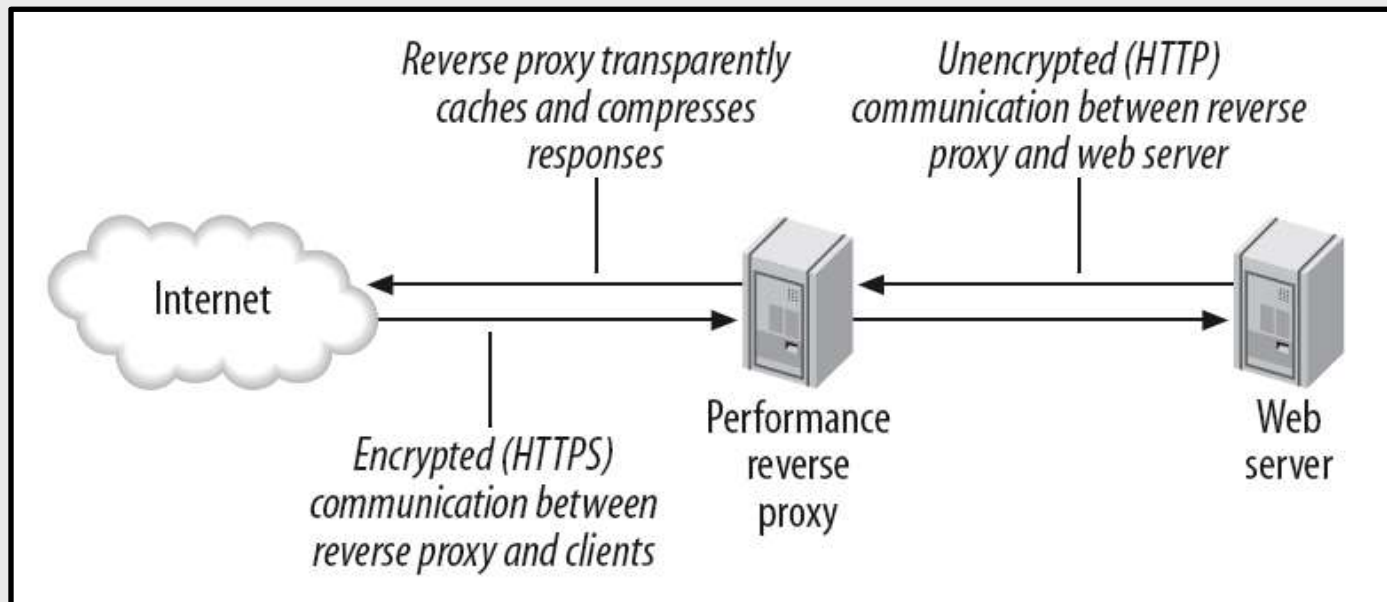 Reverse proxy transparently
caches and compresses
responses
Unencrypted (HTTP)
communication between reverse
proxy and web server
Internet
Encrypted (HTTPS)
communication between
reverse proxy and clients
Performance
reverse
proxy
Web
server